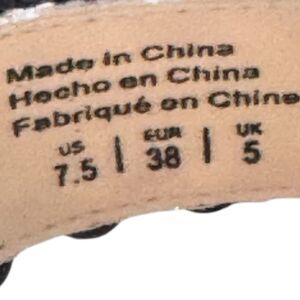 Made in China
Hecho en China
Fabriqué en Chine
US | EUR | UK
7.5 | 38 | 5